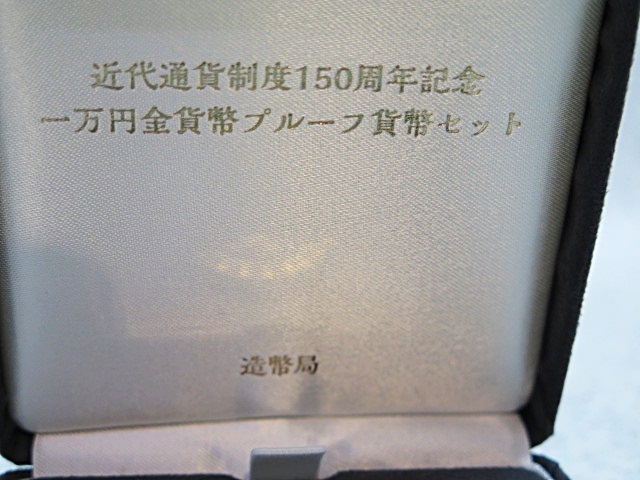 近代通貨制度150周年記念
一万円金貨幣プルーフ貨幣セット
造幣局